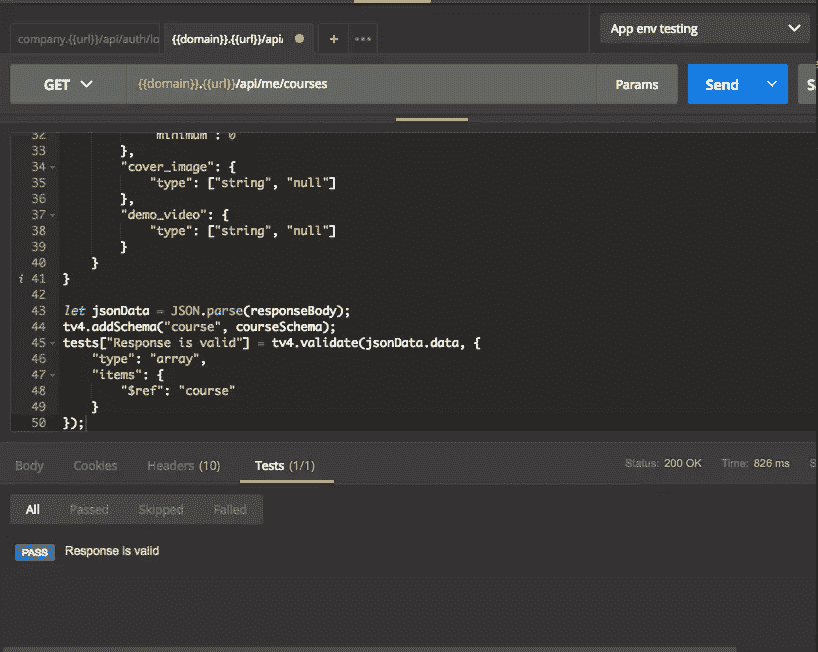 company.{{url}}/api/auth/lo
{{domain}}.{{url}}/api/
+
App env testing
GET
{{domain}}.{{url}}/api/me/courses
Params
Send
S
32 "minimum": 0
33 },
34 "cover_image": {
35 "type": ["string", "null"]
36 },
37 "demo_video": {
38 "type": ["string", "null"]
39 }
40 }
i 41 }
42
43 let jsonData = JSON.parse(responseBody);
44 tv4.addSchema("course", courseSchema);
45 tests["Response is valid"] = tv4.validate(jsonData.data, {
46 "type": "array",
47 "items": {
48 "$ref": "course"
49 }
50 });
Body
Cookies
Headers (10)
Tests (1/1)
Status: 200 OK
Time: 826 ms
S
All
Passed
Skipped
Failed
PASS
Response is valid